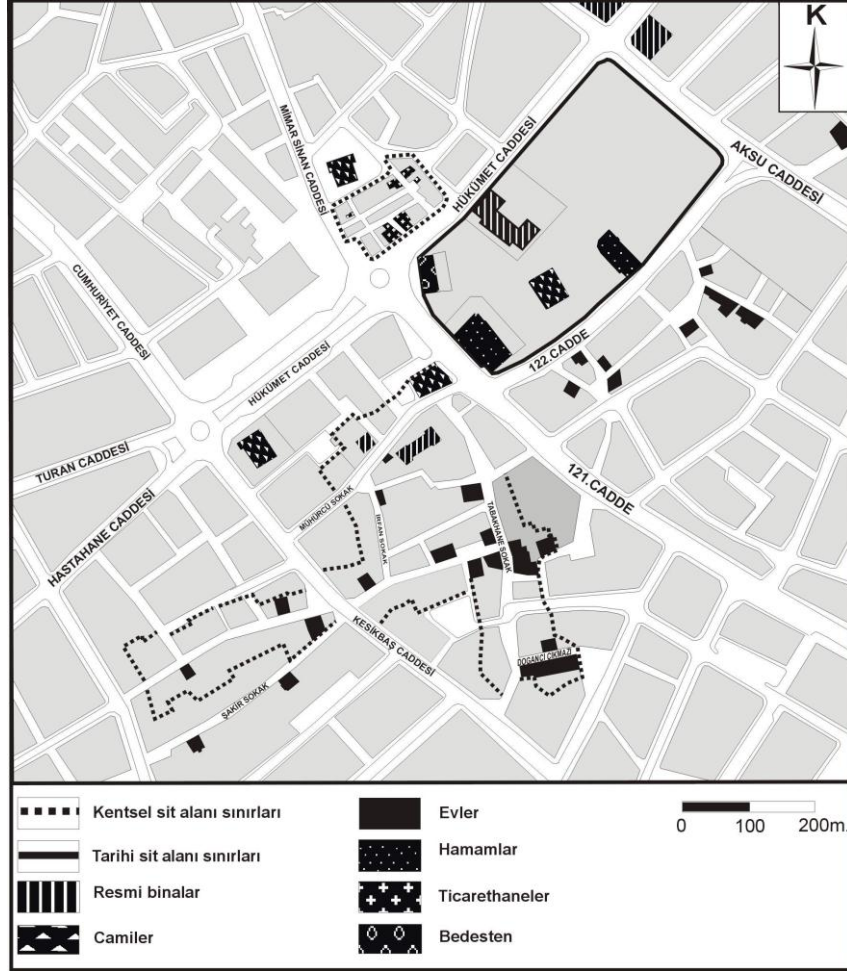 K
MİMAR SİNAN CADDESİ
HÜKÜMET CADDESİ
AKSU CADDESİ
CUMHURİYET CADDESİ
HÜKÜMET CADDESİ
122.CADDE
TURAN CADDESİ
121.CADDE
HASTAHANE CADDESİ
MÜHÜRCÜ SOKAK
İRFAN SOKAK
TABAKHANE SOKAK
KESİKBAŞ CADDESİ
DOĞANCI ÇIKMAZI
ŞAKİR SOKAK
Kentsel sit alanı sınırları
Tarihi sit alanı sınırları
Resmi binalar
Camiler
Evler
Hamamlar
Ticarethaneler
Bedesten
0 100 200m.